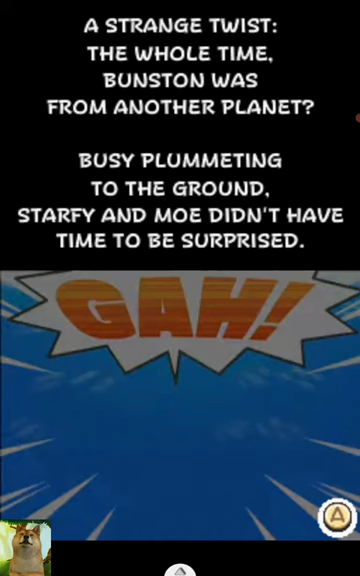 A STRANGE TWIST:
THE WHOLE TIME,
BUNSTON WAS
FROM ANOTHER PLANET?
BUSY PLUMMETING
TO THE GROUND,
STARFY AND MOE DIDN'T HAVE
TIME TO BE SURPRISED.
GAH!
A